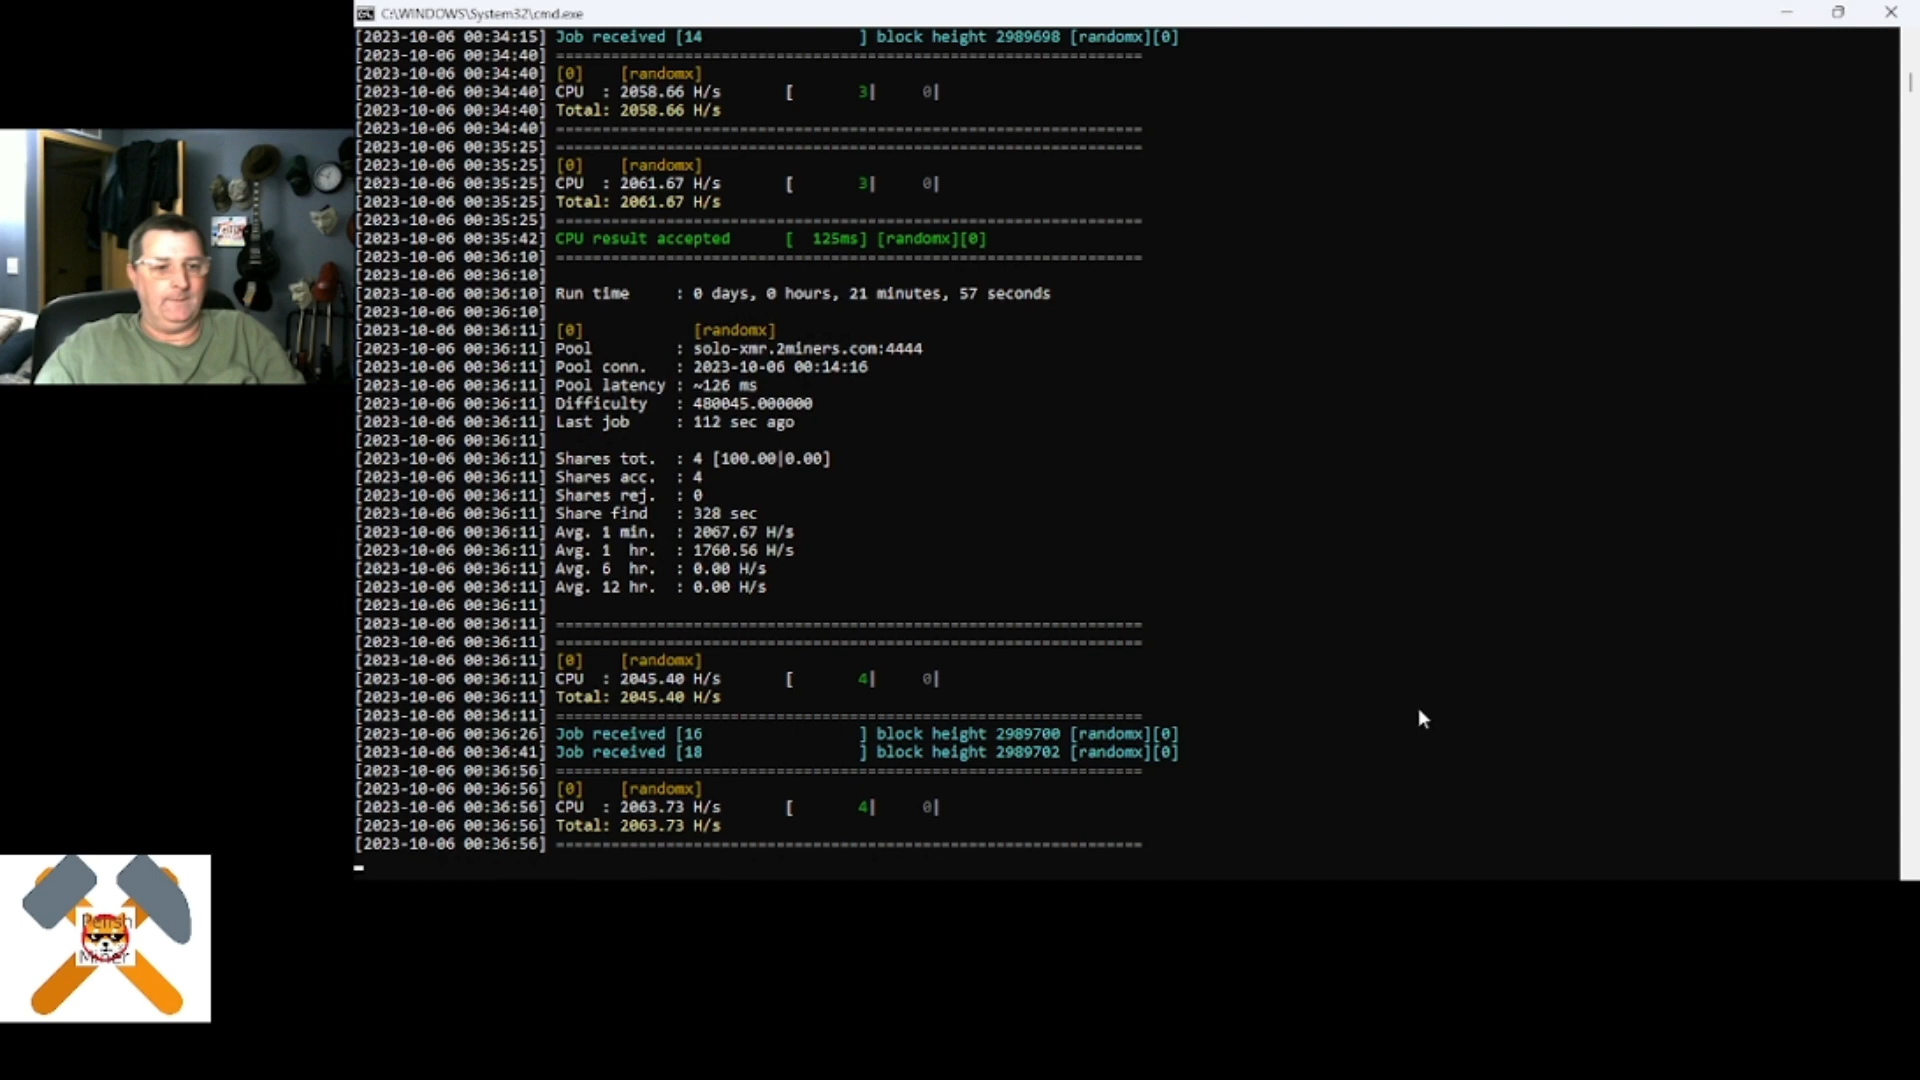 C:\WINDOWS\System32\cmd.exe
[2023-10-06 00:34:15] Job received [14 ] block height 2989698 [randomx][0]
[2023-10-06 00:34:40] ================================================================
[2023-10-06 00:34:40] [0] [randomx]
[2023-10-06 00:34:40] CPU : 2058.66 H/s [ 3| 0|
[2023-10-06 00:34:40] Total: 2058.66 H/s
[2023-10-06 00:34:40] ================================================================
[2023-10-06 00:35:25] ================================================================
[2023-10-06 00:35:25] [0] [randomx]
[2023-10-06 00:35:25] CPU : 2061.67 H/s [ 3| 0|
[2023-10-06 00:35:25] Total: 2061.67 H/s
[2023-10-06 00:35:25] ================================================================
[2023-10-06 00:35:42] CPU result accepted [ 125ms] [randomx][0]
[2023-10-06 00:36:10] ================================================================
[2023-10-06 00:36:10]
[2023-10-06 00:36:10] Run time : 0 days, 0 hours, 21 minutes, 57 seconds
[2023-10-06 00:36:10]
[2023-10-06 00:36:11] [0] [randomx]
[2023-10-06 00:36:11] Pool : solo-xmr.2miners.com:4444
[2023-10-06 00:36:11] Pool conn. : 2023-10-06 00:14:16
[2023-10-06 00:36:11] Pool latency : ~126 ms
[2023-10-06 00:36:11] Difficulty : 480045.000000
[2023-10-06 00:36:11] Last job : 112 sec ago
[2023-10-06 00:36:11]
[2023-10-06 00:36:11] Shares tot. : 4 [100.00|0.00]
[2023-10-06 00:36:11] Shares acc. : 4
[2023-10-06 00:36:11] Shares rej. : 0
[2023-10-06 00:36:11] Share find : 328 sec
[2023-10-06 00:36:11] Avg. 1 min. : 2067.67 H/s
[2023-10-06 00:36:11] Avg. 1 hr. : 1760.56 H/s
[2023-10-06 00:36:11] Avg. 6 hr. : 0.00 H/s
[2023-10-06 00:36:11] Avg. 12 hr. : 0.00 H/s
[2023-10-06 00:36:11]
[2023-10-06 00:36:11] ================================================================
[2023-10-06 00:36:11] ================================================================
[2023-10-06 00:36:11] [0] [randomx]
[2023-10-06 00:36:11] CPU : 2045.40 H/s [ 4| 0|
[2023-10-06 00:36:11] Total: 2045.40 H/s
[2023-10-06 00:36:11] ================================================================
[2023-10-06 00:36:26] Job received [16 ] block height 2989700 [randomx][0]
[2023-10-06 00:36:41] Job received [18 ] block height 2989702 [randomx][0]
[2023-10-06 00:36:56] ================================================================
[2023-10-06 00:36:56] [0] [randomx]
[2023-10-06 00:36:56] CPU : 2063.73 H/s [ 4| 0|
[2023-10-06 00:36:56] Total: 2063.73 H/s
[2023-10-06 00:36:56] ================================================================
Miner